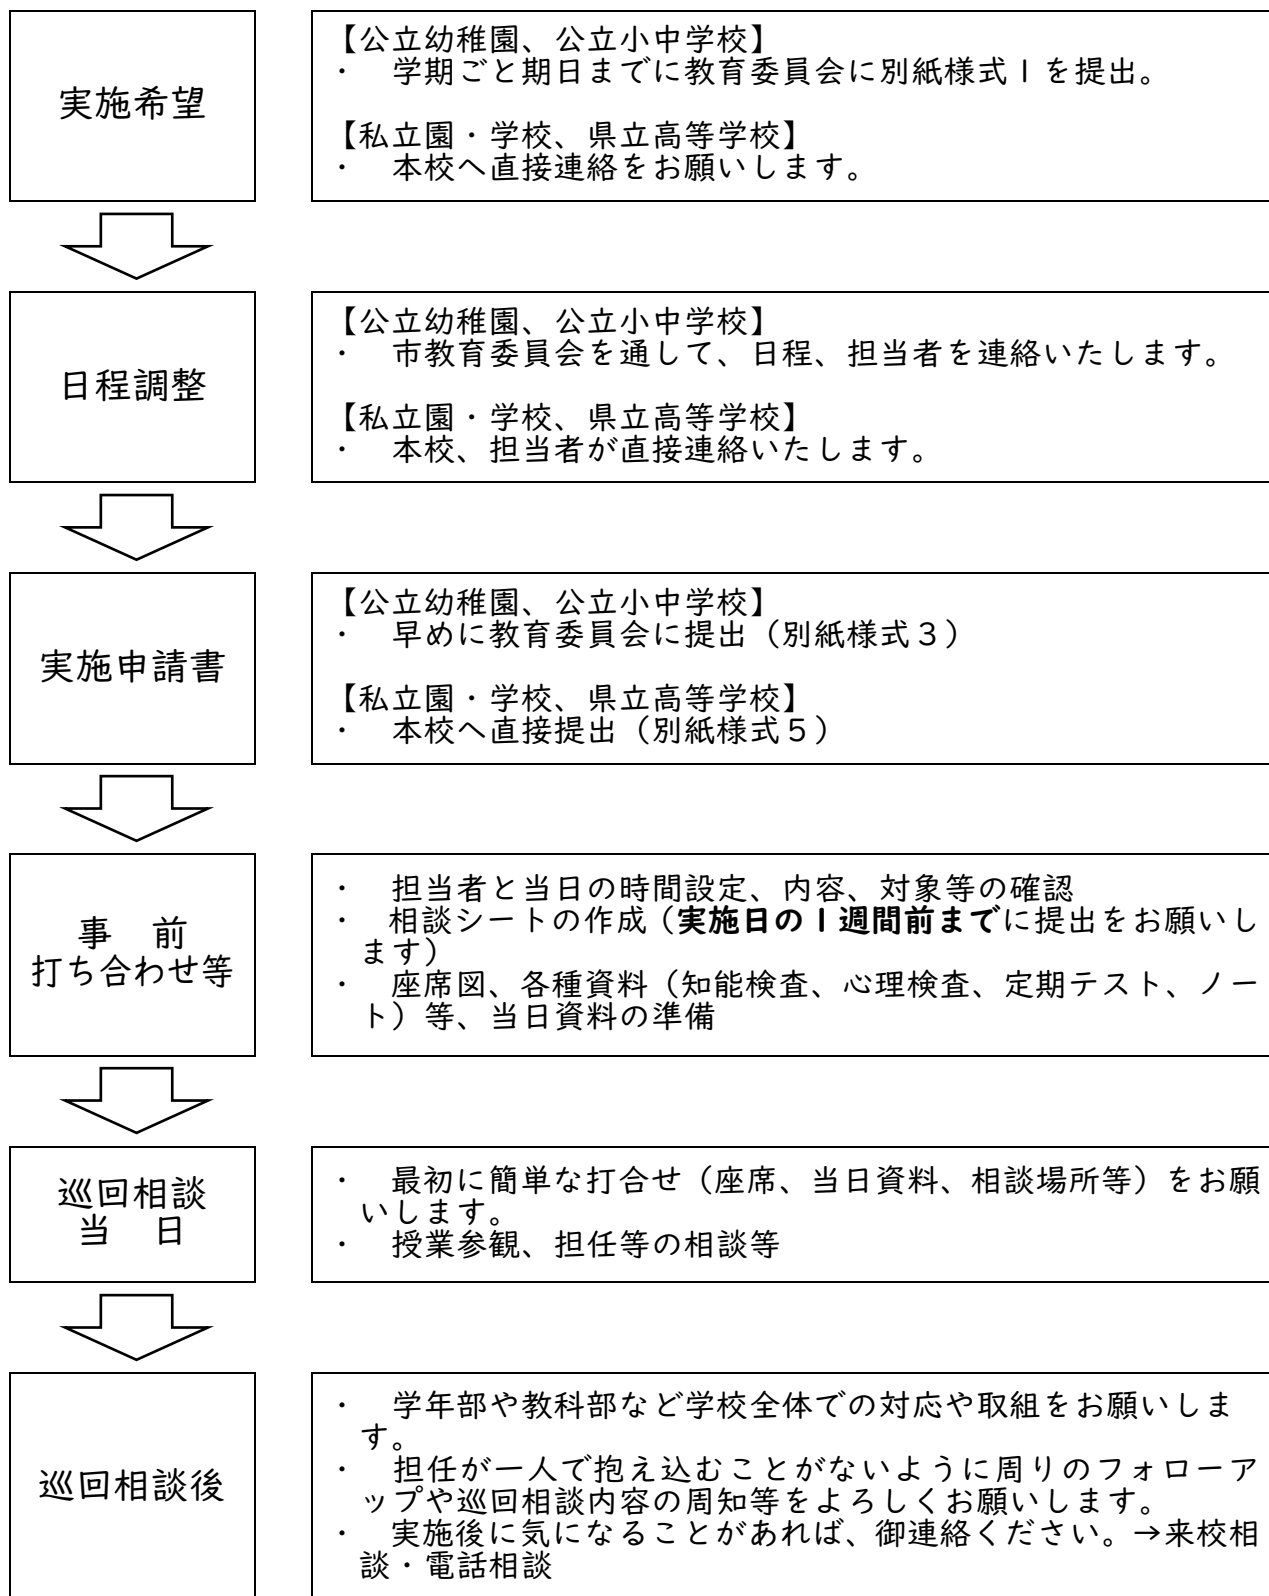 実施希望
【公立幼稚園、公立小中学校】
・　学期ごと期日までに教育委員会に別紙様式１を提出。
【私立園・学校、県立高等学校】
・　本校へ直接連絡をお願いします。
日程調整
【公立幼稚園、公立小中学校】
・　市教育委員会を通して、日程、担当者を連絡いたします。
【私立園・学校、県立高等学校】
・　本校、担当者が直接連絡いたします。
実施申請書
【公立幼稚園、公立小中学校】
・　早めに教育委員会に提出（別紙様式３）
【私立園・学校、県立高等学校】
・　本校へ直接提出（別紙様式５）
事　前
打ち合わせ等
・　担当者と当日の時間設定、内容、対象等の確認
・　相談シートの作成（実施日の１週間前までに提出をお願いし
ます）
・　座席図、各種資料（知能検査、心理検査、定期テスト、ノー
ト）等、当日資料の準備
巡回相談
当　日
・　最初に簡単な打合せ（座席、当日資料、相談場所等）をお願
いします。
・　授業参観、担任等の相談等
巡回相談後
・　学年部や教科部など学校全体での対応や取組をお願いしま
す。
・　担任が一人で抱え込むことがないように周りのフォローア
ップや巡回相談内容の周知等をよろしくお願いします。
・　実施後に気になることがあれば、御連絡ください。→来校相
談・電話相談